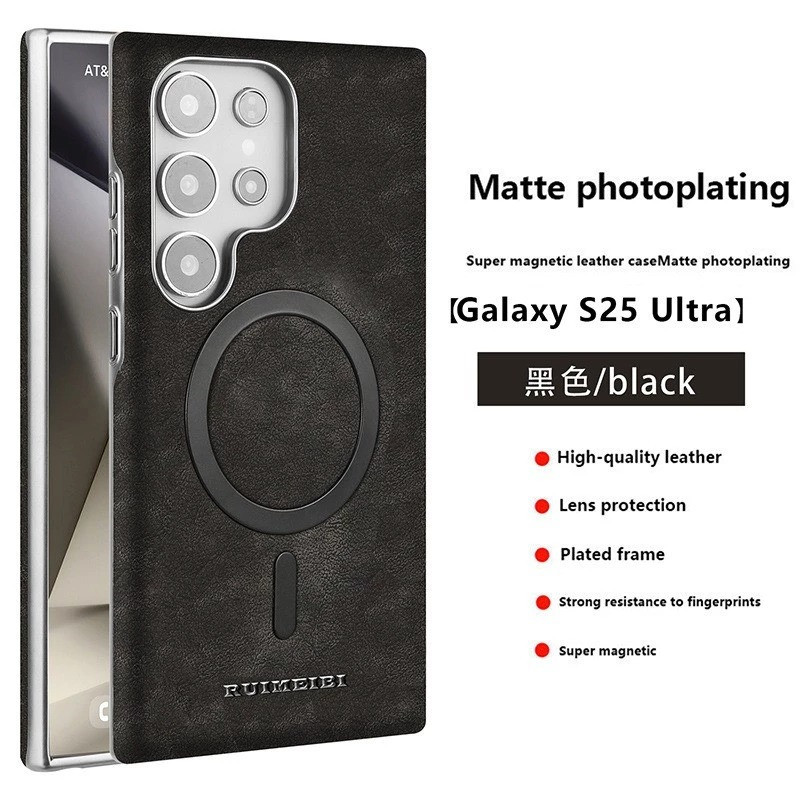 AT&
Matte photoplating
Super magnetic leather caseMatte photoplating
【Galaxy S25 Ultra】
黑色/black
High-quality leather
Lens protection
Plated frame
Strong resistance to fingerprints
Super magnetic
RUIMEIBI